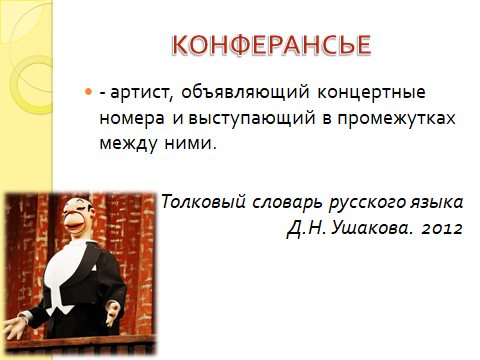 КОНФЕРАНСЬЕ
- артист, объявляющий концертные
номера и выступающий в промежутках
между ними.
Толковый словарь русского языка
Д.Н. Ушакова. 2012